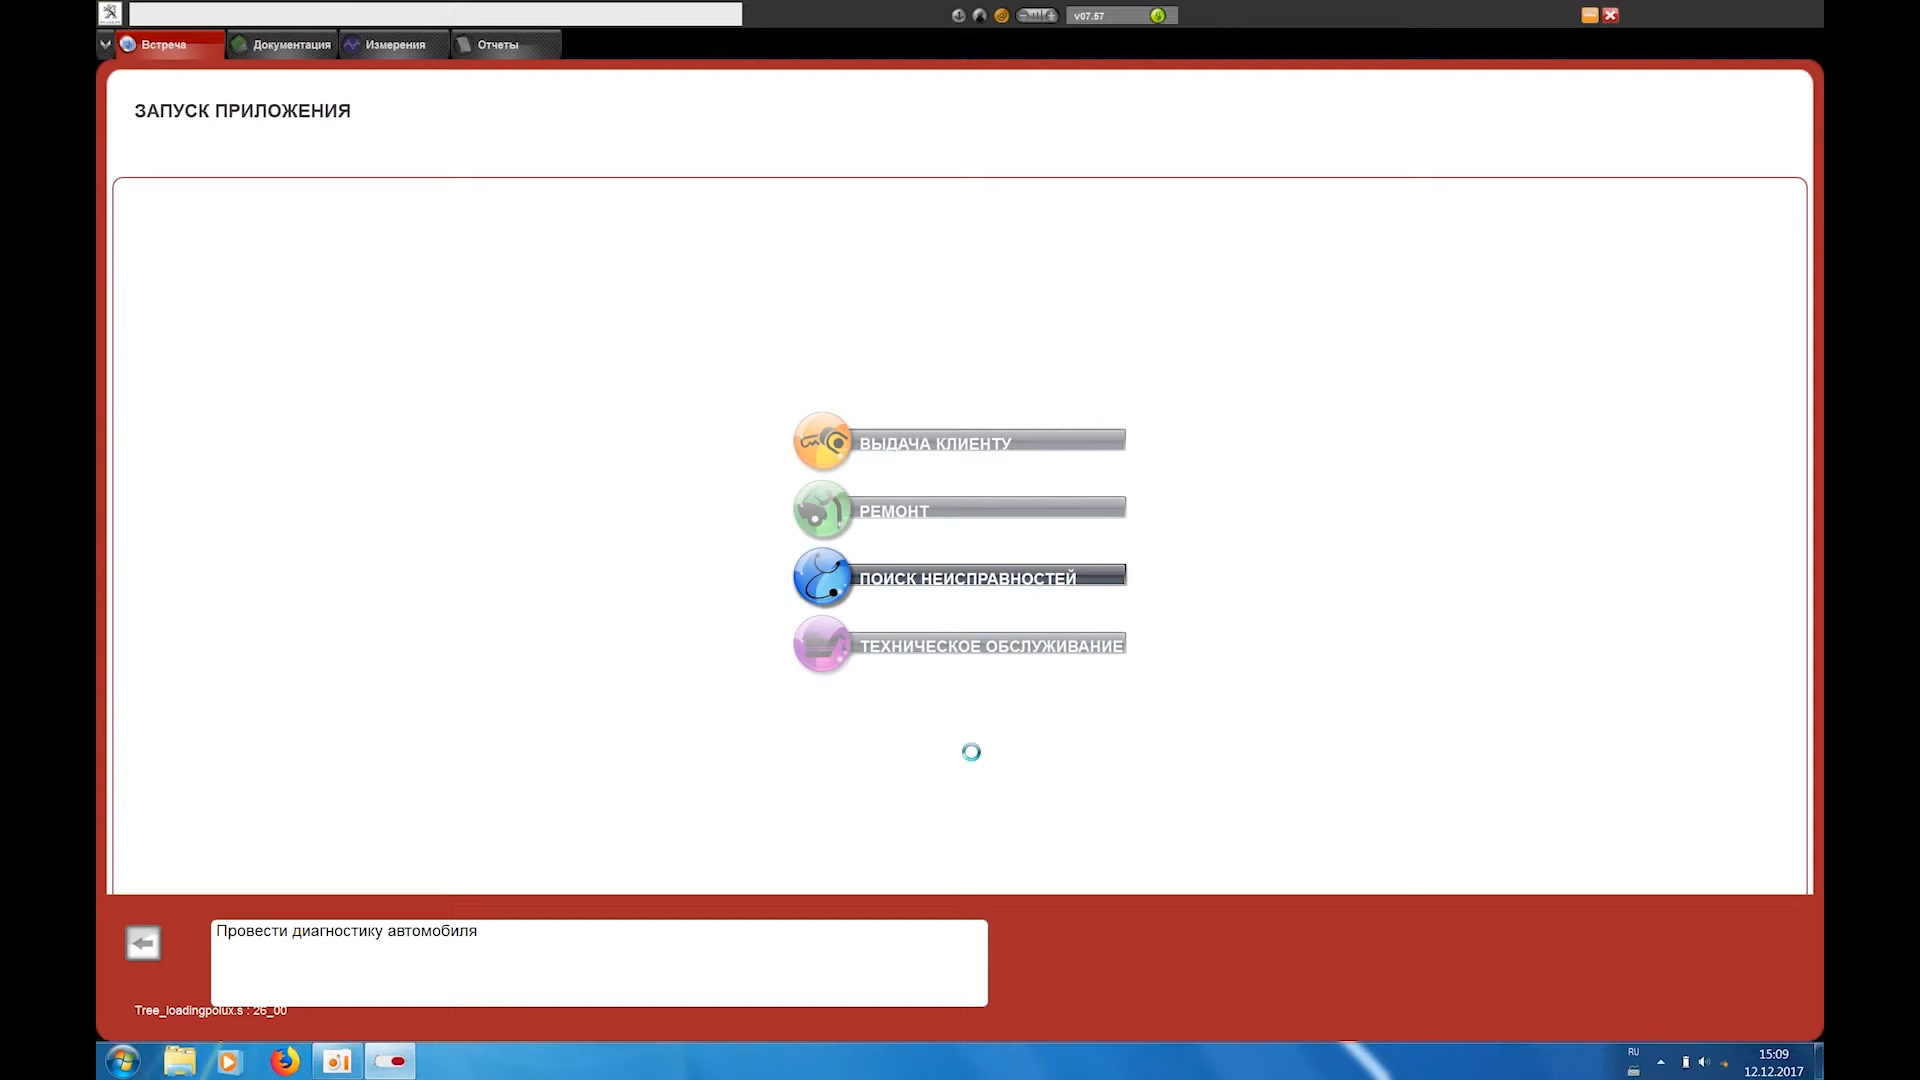 v07.57
Встреча
Документация
Измерения
Отчеты
ЗАПУСК ПРИЛОЖЕНИЯ
ВЫДАЧА КЛИЕНТУ
РЕМОНТ
ПОИСК НЕИСПРАВНОСТЕЙ
ТЕХНИЧЕСКОЕ ОБСЛУЖИВАНИЕ
Провести диагностику автомобиля
Tree_loadingpolux.s : 26_00
RU
15:09
12.12.2017